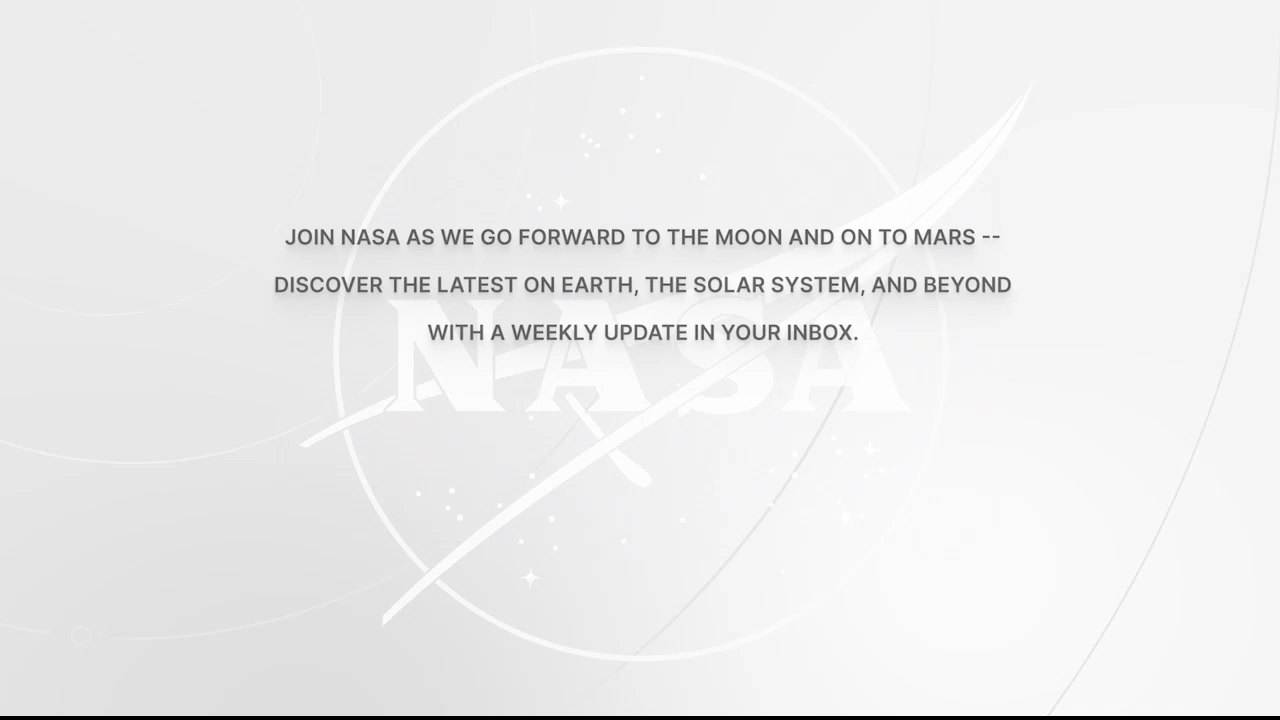 JOIN NASA AS WE GO FORWARD TO THE MOON AND ON TO MARS --
DISCOVER THE LATEST ON EARTH, THE SOLAR SYSTEM, AND BEYOND
WITH A WEEKLY UPDATE IN YOUR INBOX.
NASA